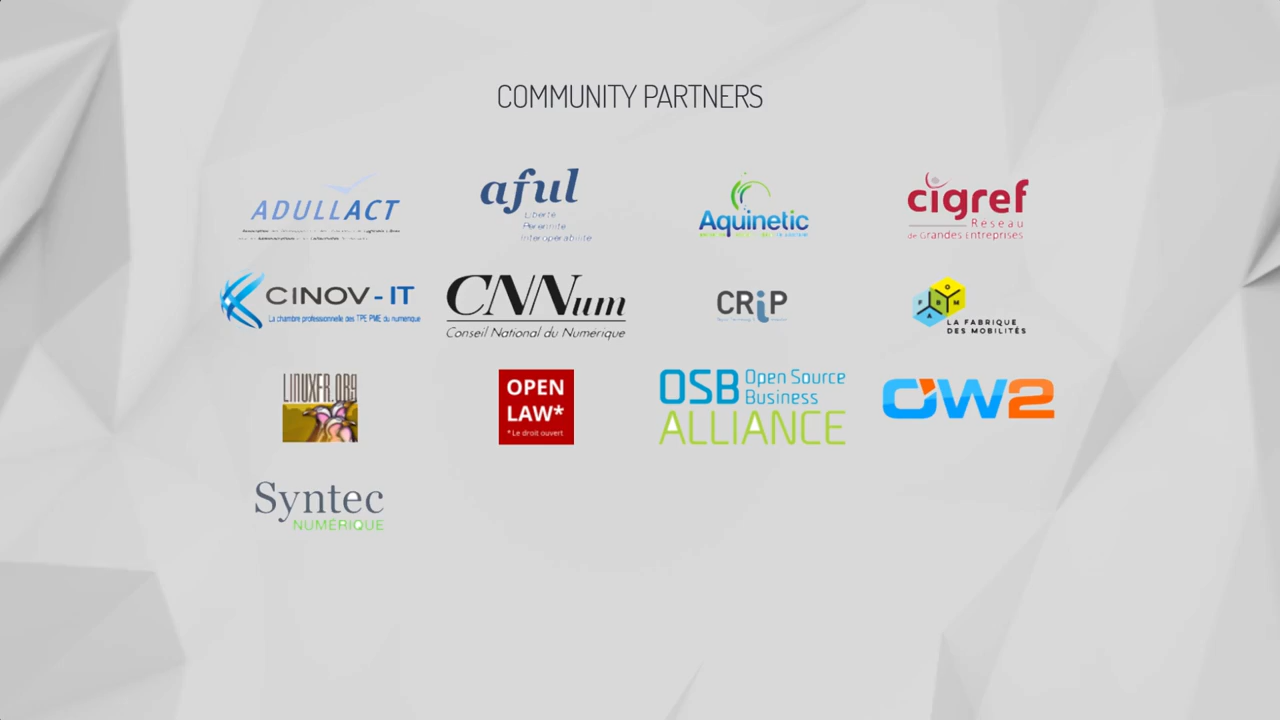 COMMUNITY PARTNERS
ADULLACT
aful
Liberté
Pérennité
Interopérabilité
Aquinetic
cigref
Réseau
de Grandes Entreprises
CINOV-IT
La chambre professionnelle des TPE PME du numérique
CNNum
Conseil National du Numérique
CRiP
FABMOB
LA FABRIQUE
DES MOBILITÉS
LINUXFR.ORG
OPEN
LAW*
* Le droit ouvert
OSB Open Source
Business
ALLIANCE
OW2
Syntec
NUMÉRIQUE